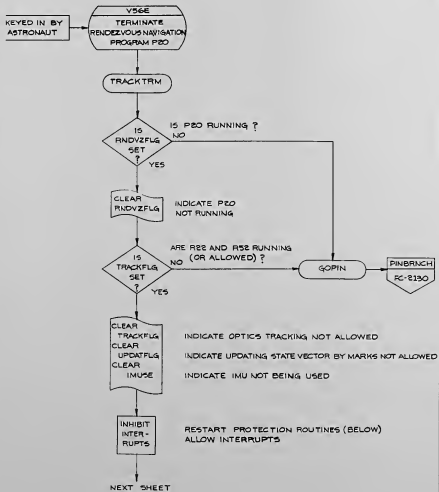 KEYED IN BY
ASTRONAUT
V56E
TERMINATE
RENDEZVOUS NAVIGATION
PROGRAM P20
TRACKTRM
IS
RNDVZFLG
SET
?
IS P20 RUNNING ?
NO
YES
CLEAR
RNDVZFLG
INDICATE P20
NOT RUNNING
IS
TRACKFLG
SET
?
ARE R22 AND R52 RUNNING
(OR ALLOWED) ?
NO
YES
GOPIN
PINBRNCH
FC-2130
CLEAR
TRACKFLG
CLEAR
UPDATFLG
CLEAR
IMUSE
INDICATE OPTICS TRACKING NOT ALLOWED
INDICATE UPDATING STATE VECTOR BY MARKS NOT ALLOWED
INDICATE IMU NOT BEING USED
INHIBIT
INTER-
RUPTS
RESTART PROTECTION ROUTINES (BELOW)
ALLOW INTERRUPTS
NEXT SHEET